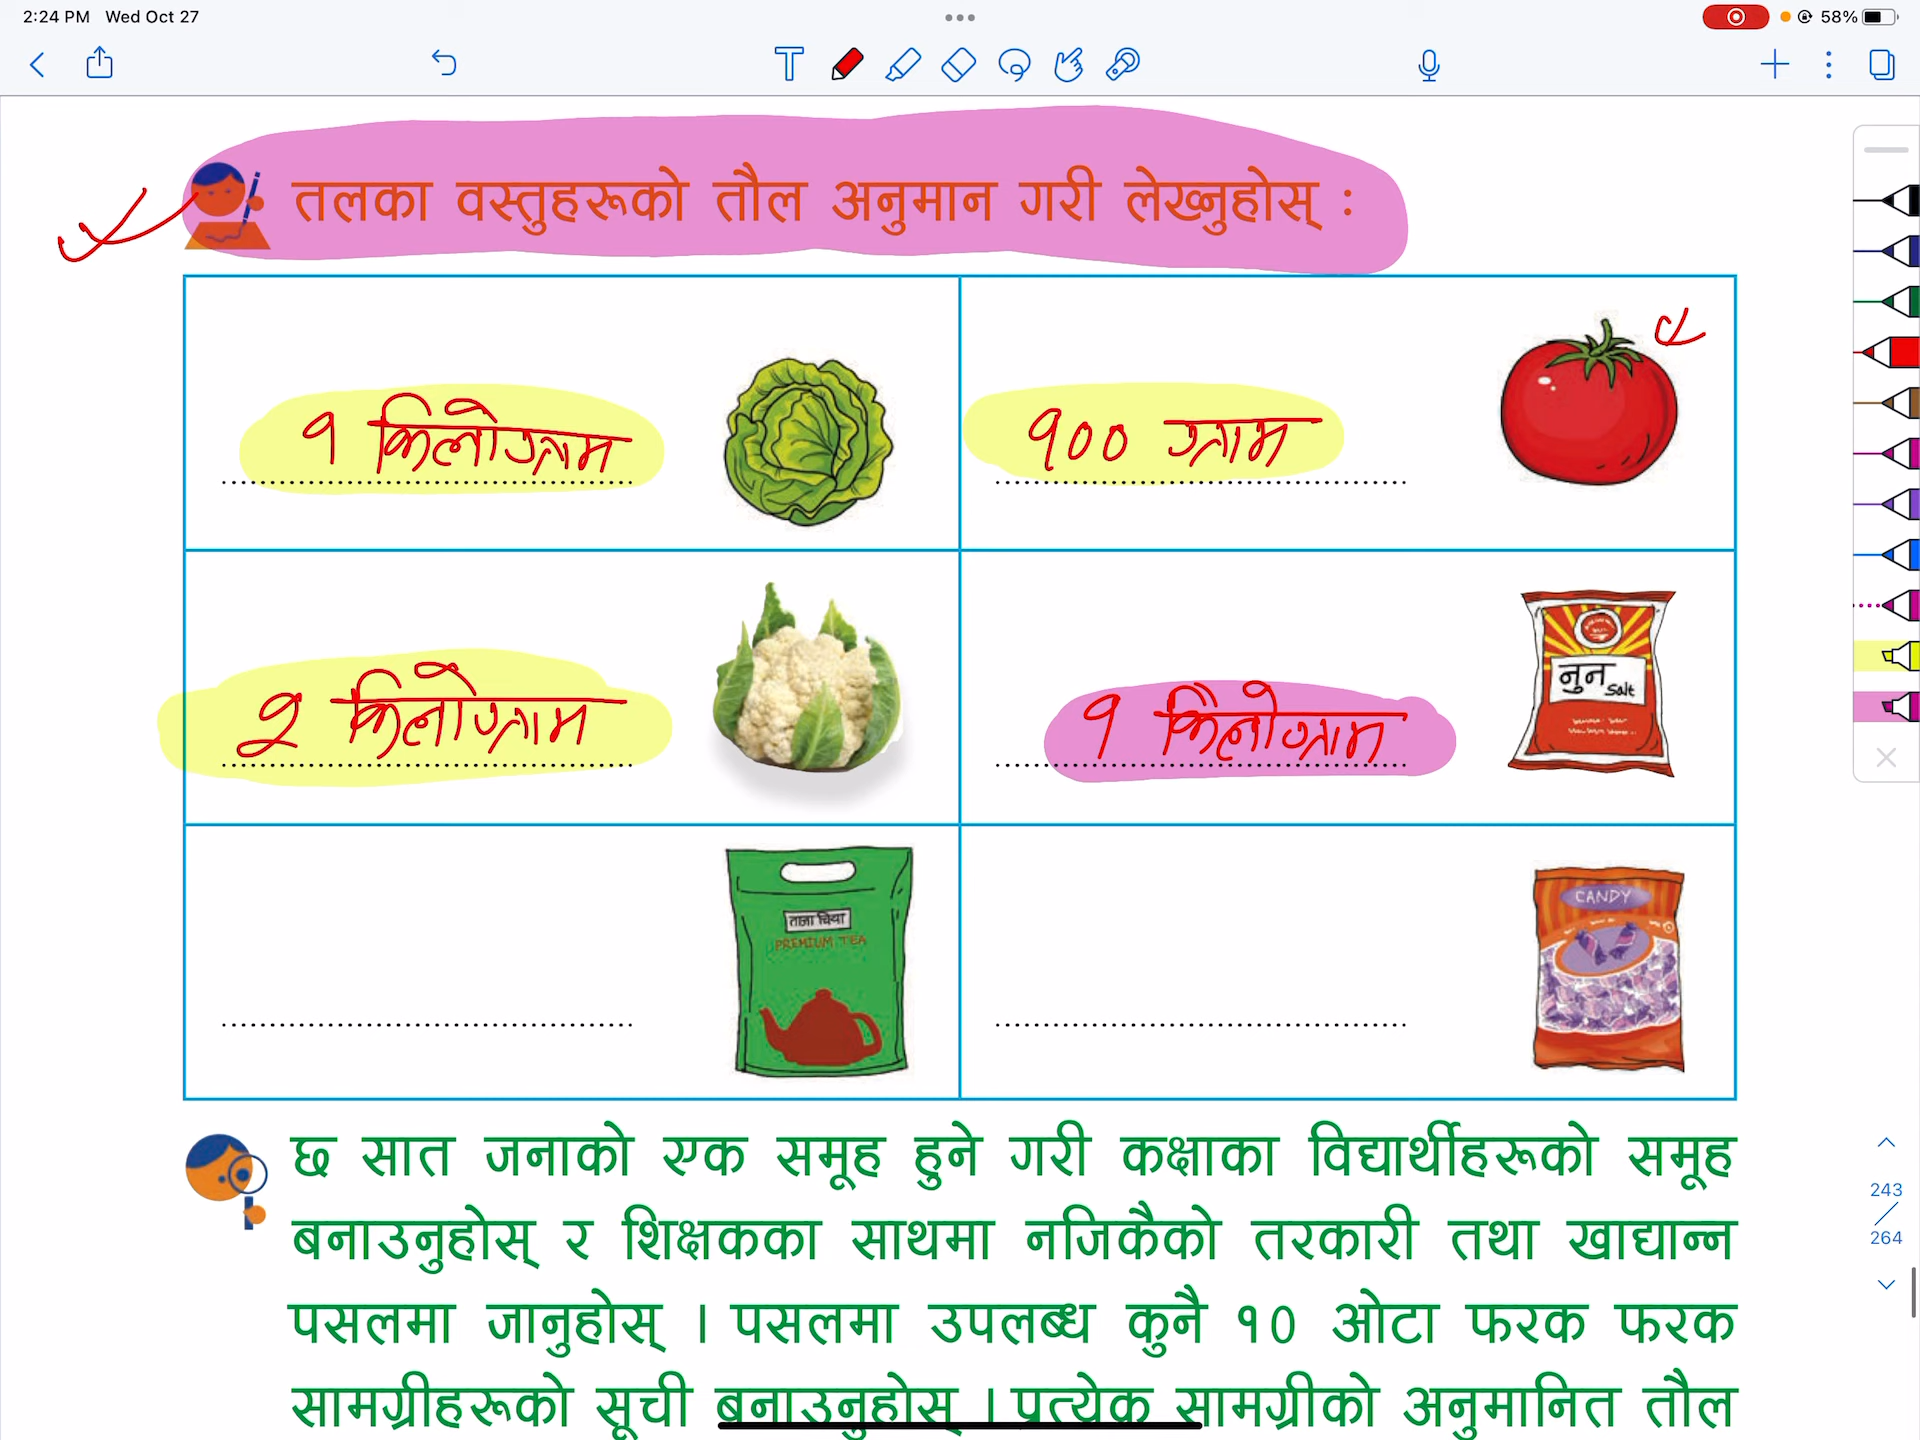 2:24 PM Wed Oct 27
58%
तलका वस्तुहरूको तौल अनुमान गरी लेख्नुहोस् :
१ किलोग्राम
१०० ग्राम
२ किलोग्राम
१ किलोग्राम
नुन
Salt
ताजा चिया
PREMIUM TEA
CANDY
छ सात जनाको एक समूह हुने गरी कक्षाका विद्यार्थीहरूको समूह
बनाउनुहोस् र शिक्षकका साथमा नजिकैको तरकारी तथा खाद्यान्न
पसलमा जानुहोस् । पसलमा उपलब्ध कुनै १० ओटा फरक फरक
सामग्रीहरूको सूची बनाउनुहोस् । प्रत्येक सामग्रीको अनुमानित तौल
243
264